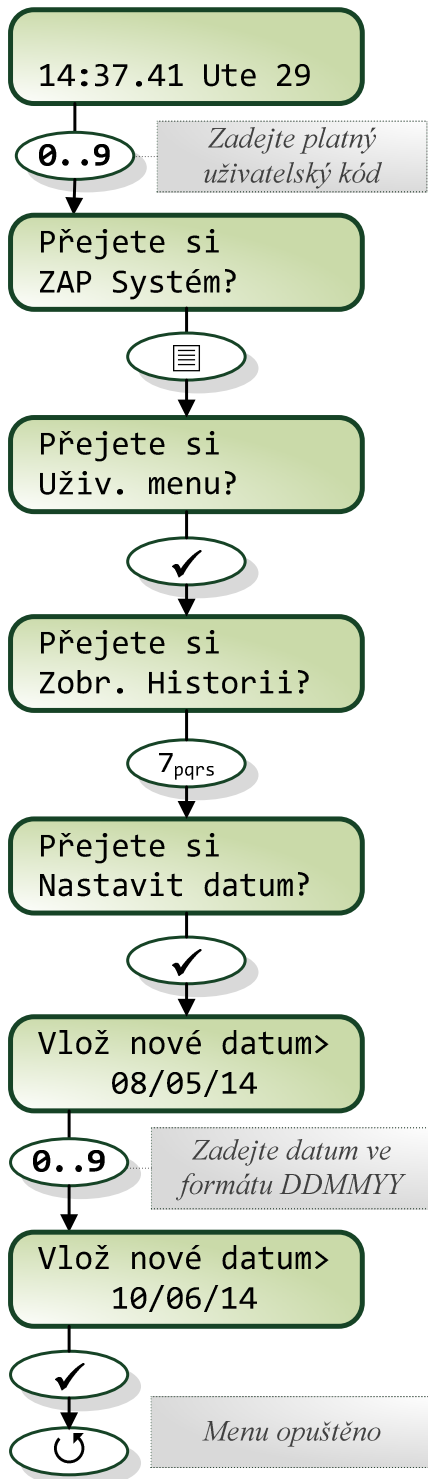 14:37.41 Ute 29
0..9
Zadejte platný
uživatelský kód
Přejete si
ZAP Systém?
Přejete si
Uživ. menu?
Přejete si
Zobr. Historii?
7pqrs
Přejete si
Nastavit datum?
Vlož nové datum>
08/05/14
0..9
Zadejte datum ve
formátu DDMMYY
Vlož nové datum>
10/06/14
Menu opuštěno